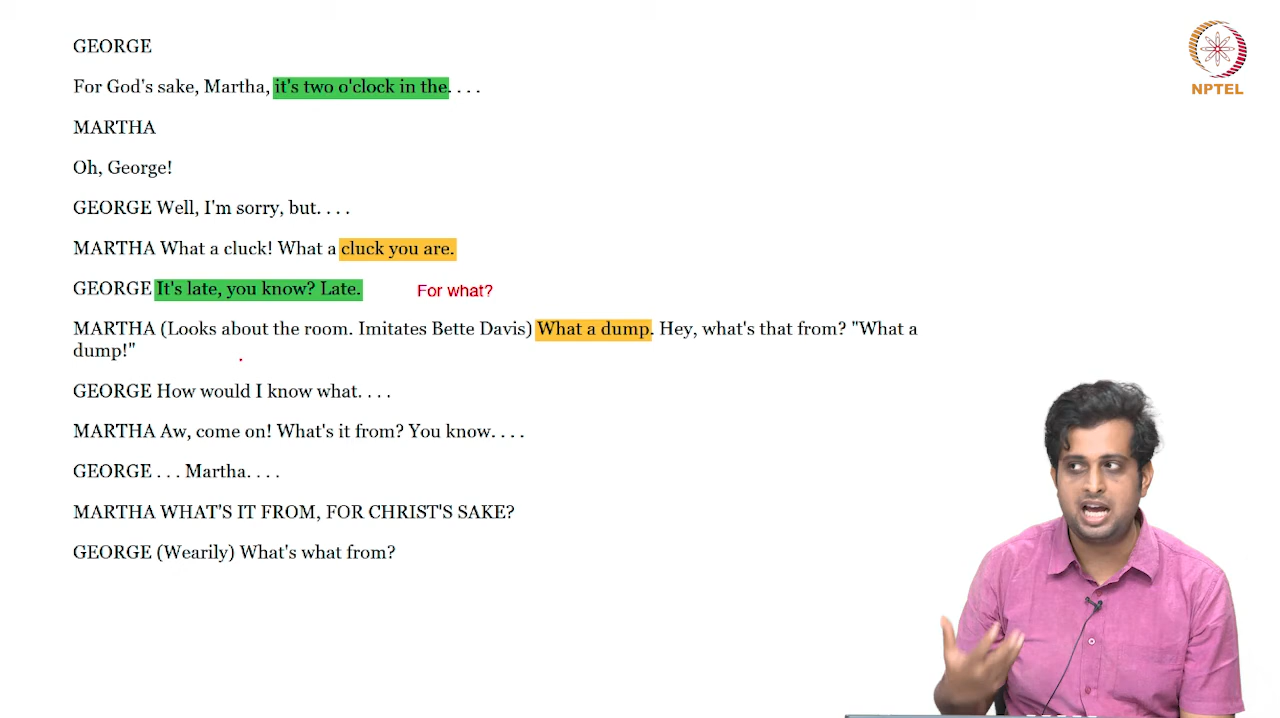 GEORGE
For God's sake, Martha, it's two o'clock in the. . . .
MARTHA
Oh, George!
GEORGE Well, I'm sorry, but. . . .
MARTHA What a cluck! What a cluck you are.
GEORGE It's late, you know? Late.
For what?
MARTHA (Looks about the room. Imitates Bette Davis) What a dump. Hey, what's that from? "What a
dump!"
GEORGE How would I know what. . . .
MARTHA Aw, come on! What's it from? You know. . . .
GEORGE . . . Martha. . . .
MARTHA WHAT'S IT FROM, FOR CHRIST'S SAKE?
GEORGE (Wearily) What's what from?
NPTEL